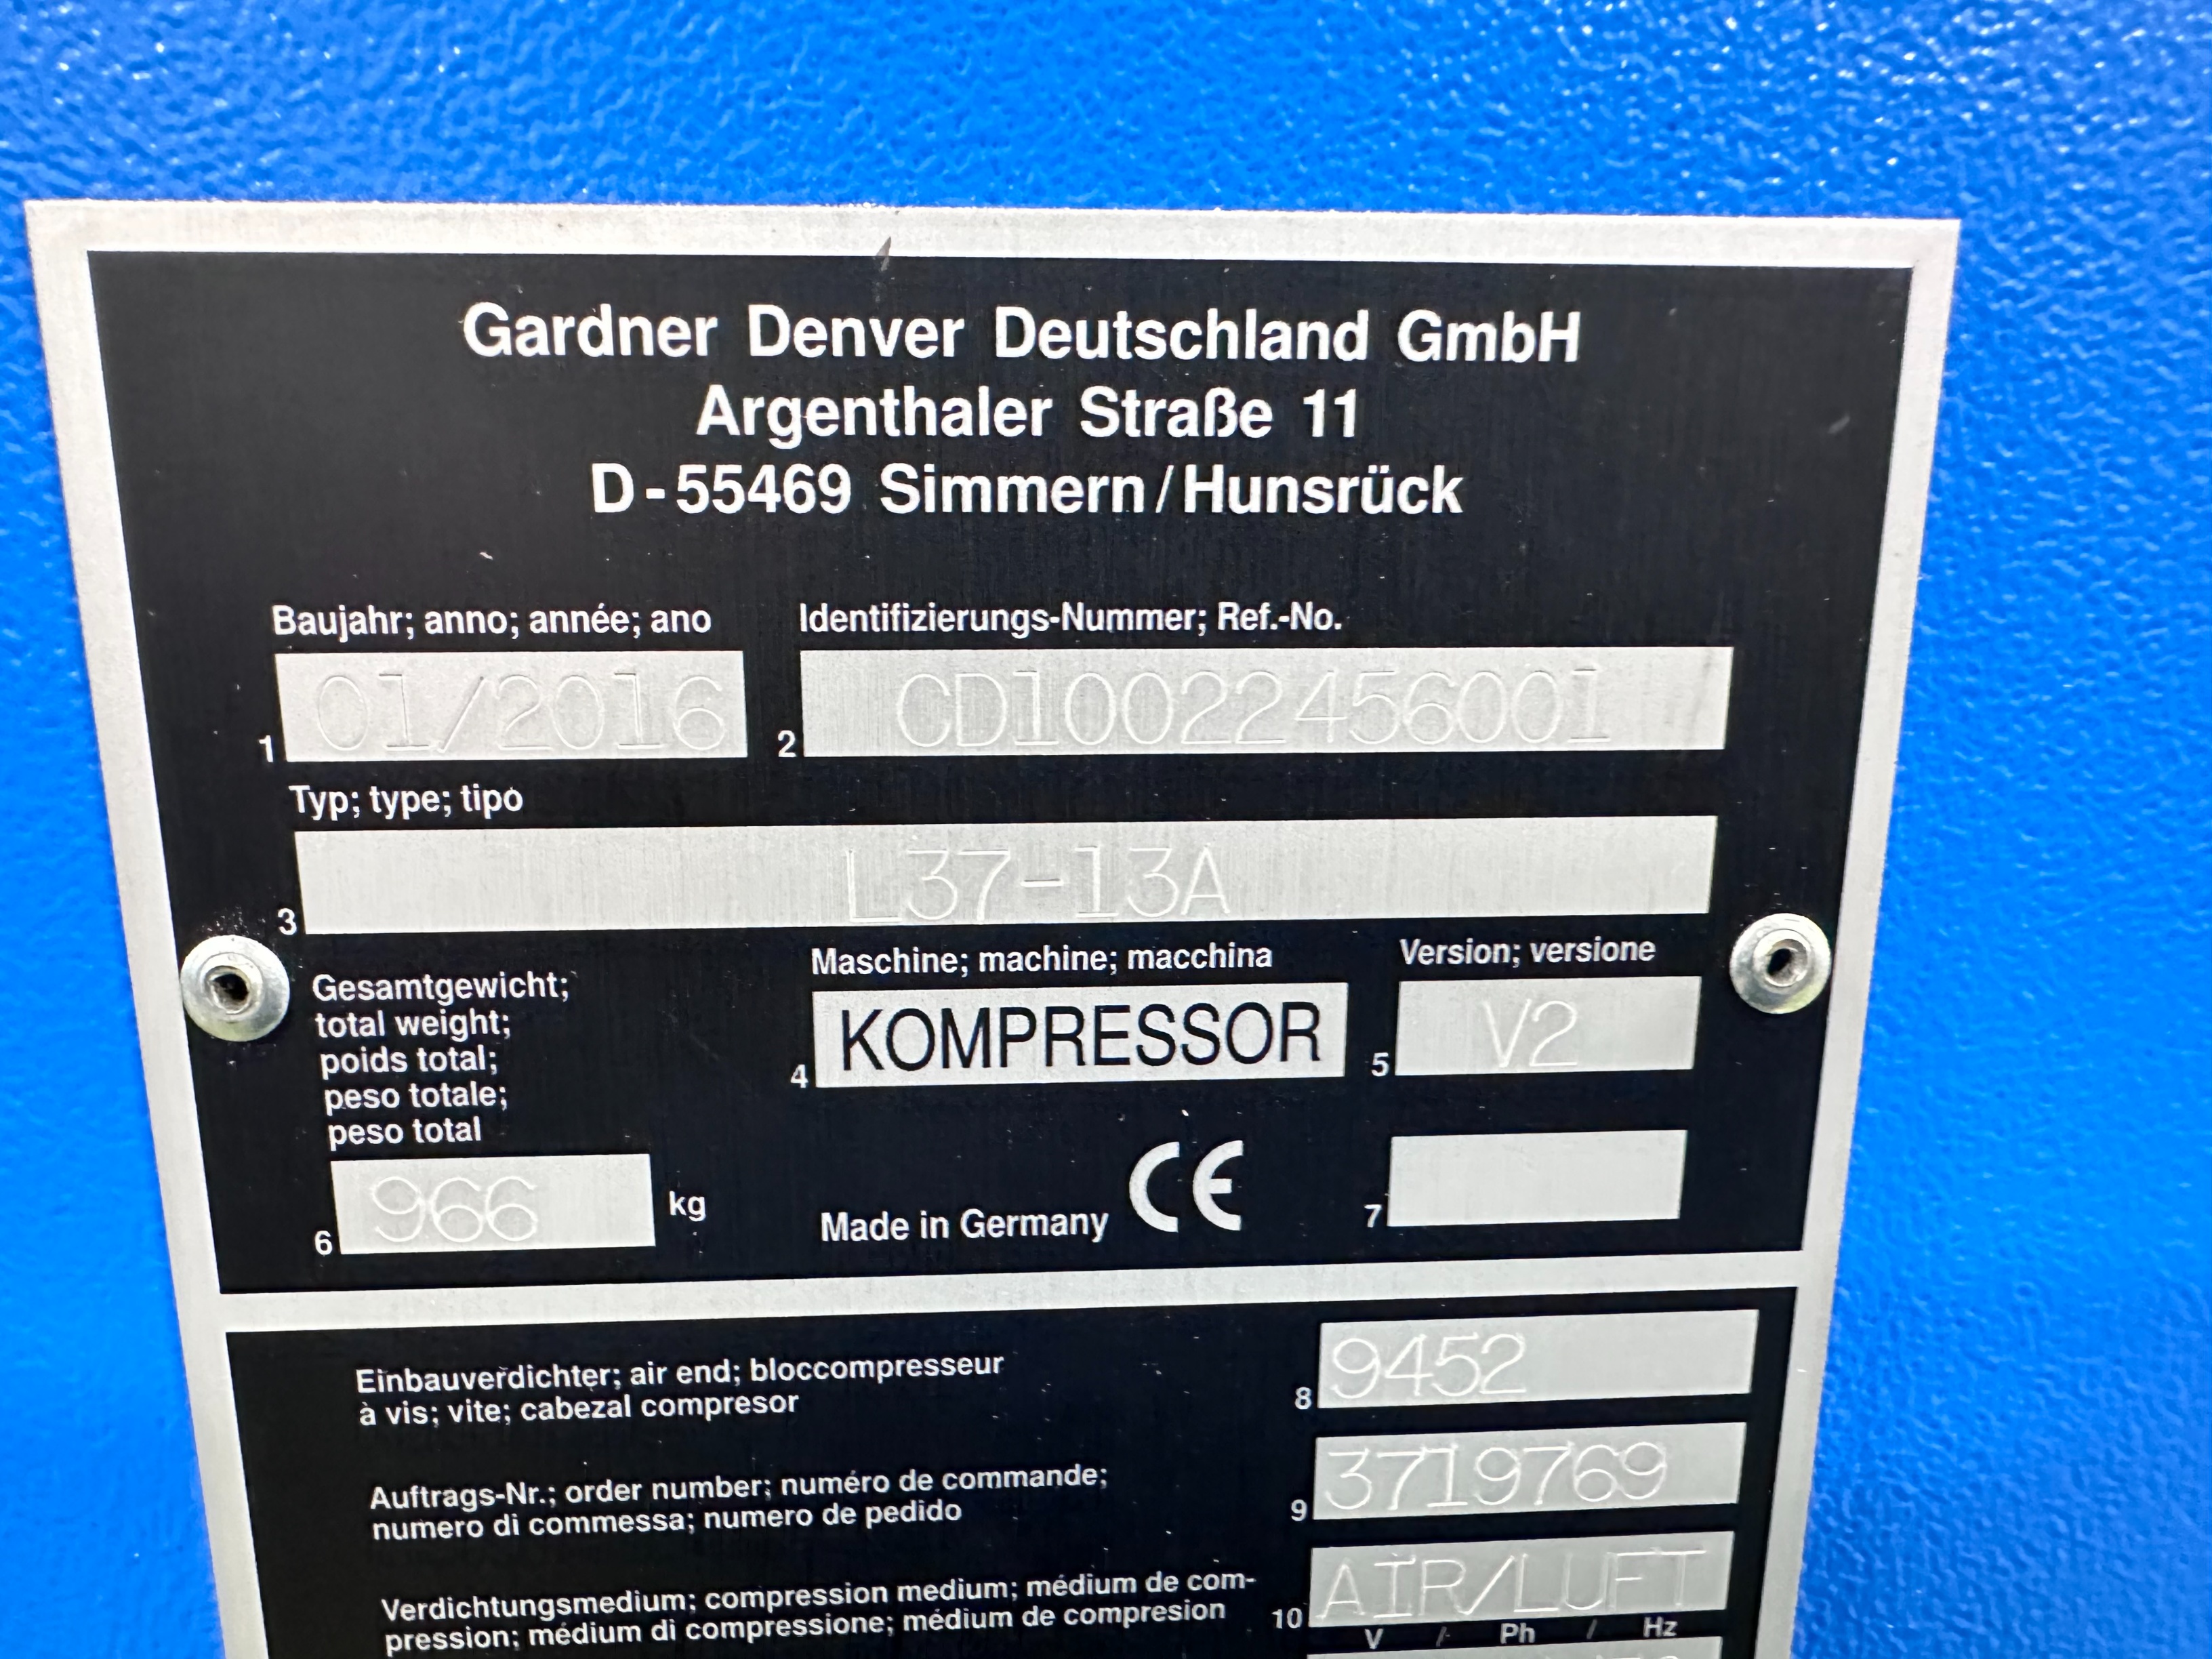 Gardner Denver Deutschland GmbH
Argenthaler Straße 11
D-55469 Simmern/Hunsrück
Baujahr; anno; année; ano
Identifizierungs-Nummer; Ref.-No.
1 01/2016
2 CD10022456001
Typ; type; tipo
3 L37-13A
Gesamtgewicht;
total weight;
poids total;
peso totale;
peso total
6 966 kg
Maschine; machine; macchina
4 KOMPRESSOR
Version; versione
5 V2
Made in Germany CE
7
Einbauverdichter; air end; bloccompresseur
à vis; vite; cabezal compresor
8 9452
Auftrags-Nr.; order number; numéro de commande;
numero di commessa; numero de pedido
9 3719769
Verdichtungsmedium; compression medium; médium de com-
pression; médium di compressione; médium de compresion
10 AIR/LUFT
V / Ph / Hz